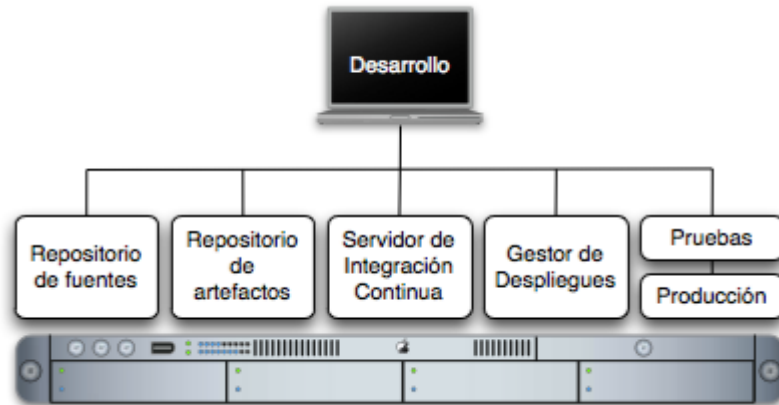 Desarrollo
Repositorio
de fuentes
Repositorio
de
artefactos
Servidor de
Integración
Continua
Gestor de
Despliegues
Pruebas
Producción